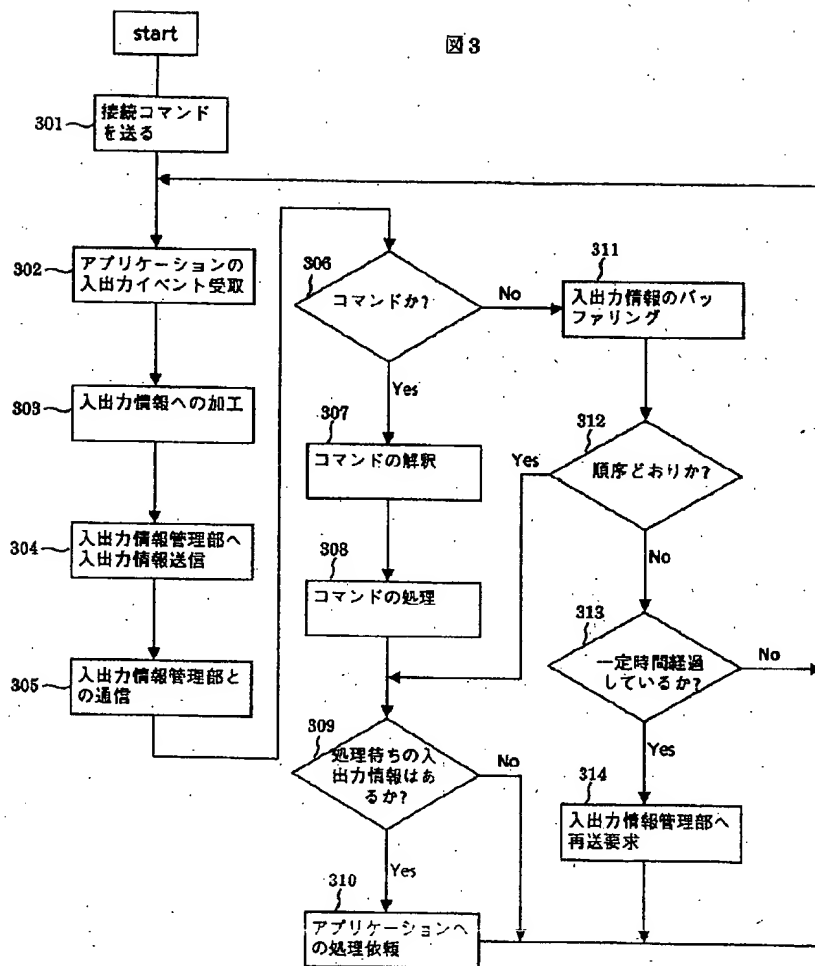 start
図3
301
接続コマンド
を送る
302
アプリケーションの
入出力イベント受取
303
入出力情報への加工
304
入出力情報管理部へ
入出力情報送信
305
入出力情報管理部と
の通信
306
コマンドか?
No
Yes
307
コマンドの解釈
308
コマンドの処理
309
処理待ちの入
出力情報はあ
るか?
No
Yes
310
アプリケーションへ
の処理依頼
311
入出力情報のバッ
ファリング
312
順序どおりか?
Yes
No
313
一定時間経過
しているか?
No
Yes
314
入出力情報管理部へ
再送要求